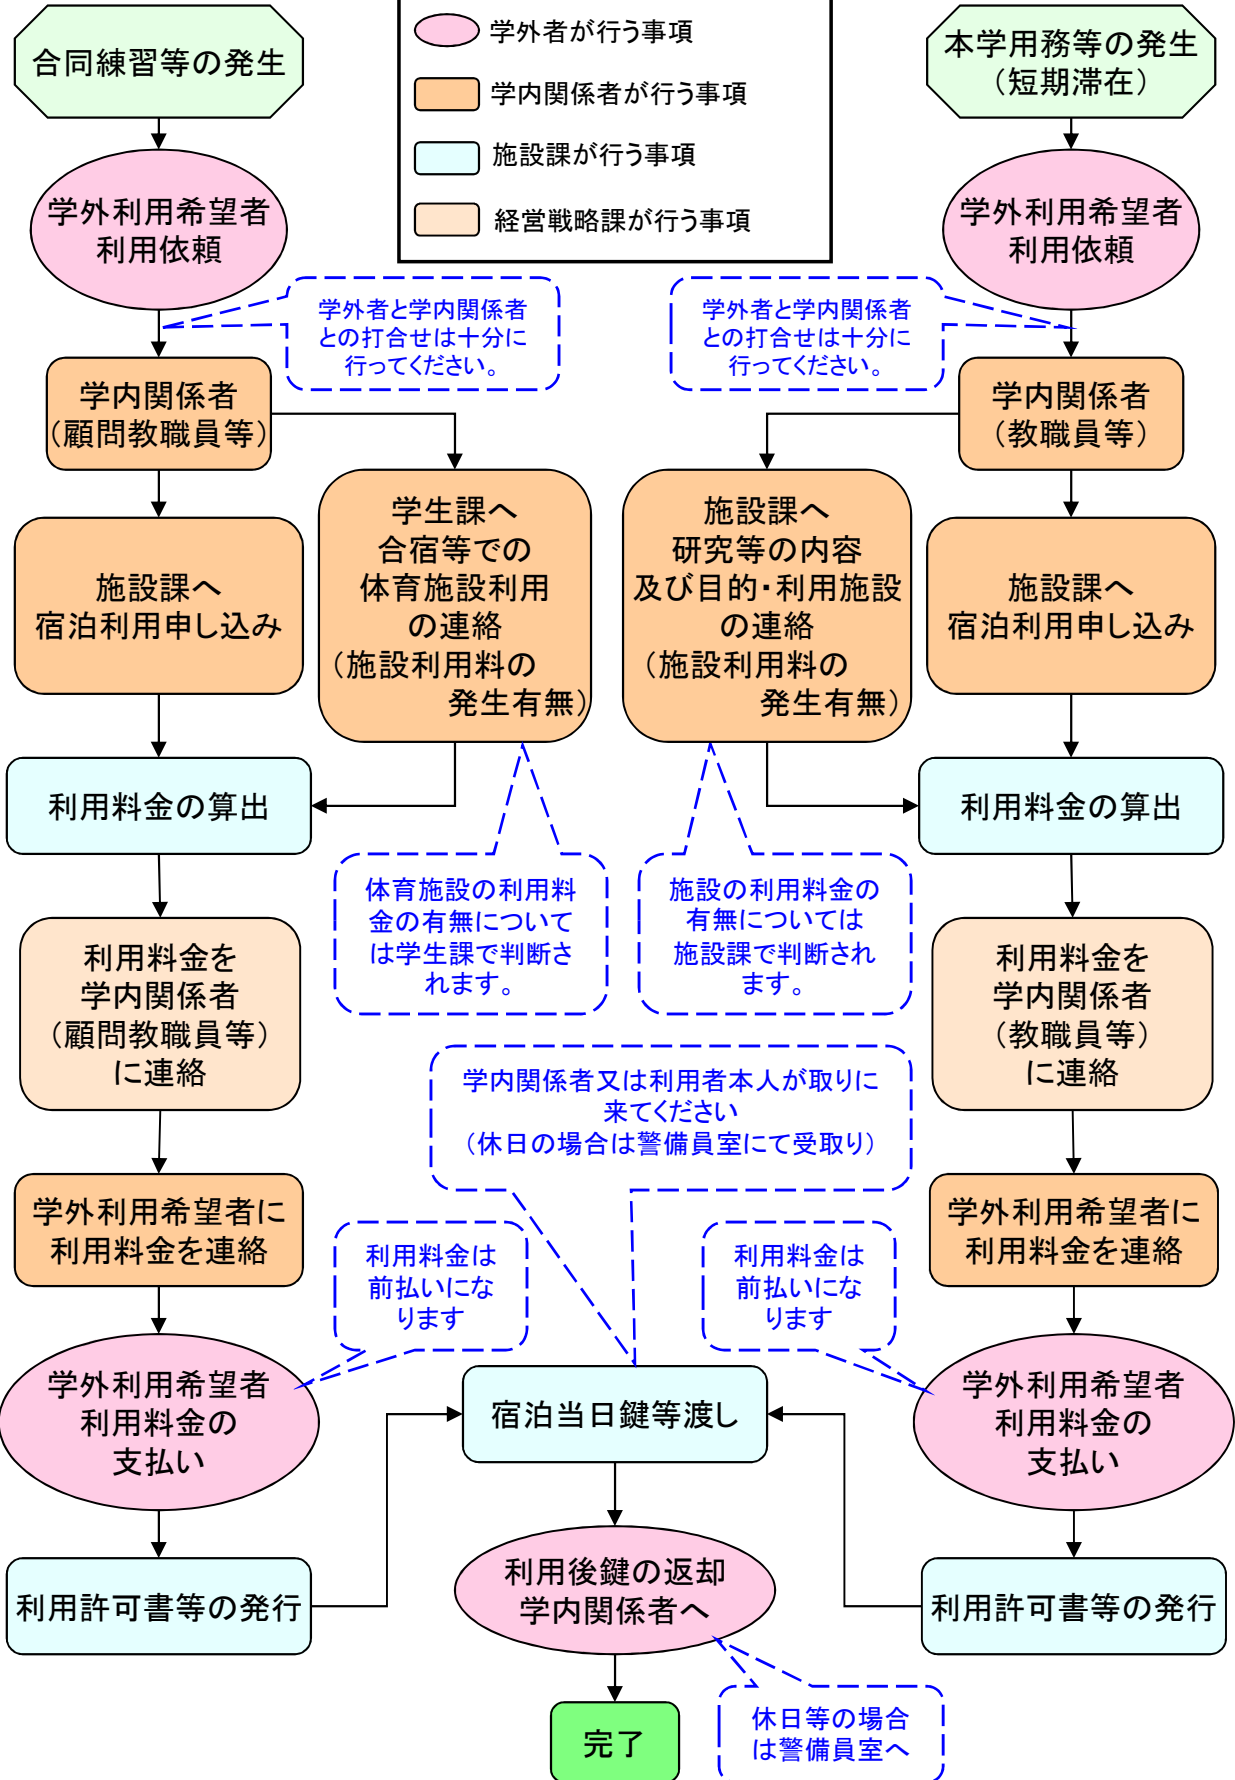 学外者が行う事項
学内関係者が行う事項
施設課が行う事項
経営戦略課が行う事項
合同練習等の発生
学外利用希望者
利用依頼
学外者と学内関係者
との打合せは十分に
行ってください。
学内関係者
（顧問教職員等）
施設課へ
宿泊利用申し込み
学生課へ
合宿等での
体育施設利用
の連絡
（施設利用料の
発生有無）
体育施設の利用料
金の有無について
は学生課で判断さ
れます。
利用料金の算出
利用料金を
学内関係者
（顧問教職員等）
に連絡
学外利用希望者に
利用料金を連絡
利用料金は
前払いにな
ります
学外利用希望者
利用料金の
支払い
利用許可書等の発行
本学用務等の発生
（短期滞在）
学外利用希望者
利用依頼
学外者と学内関係者
との打合せは十分に
行ってください。
学内関係者
（教職員等）
施設課へ
研究等の内容
及び目的・利用施設
の連絡
（施設利用料の
発生有無）
施設課へ
宿泊利用申し込み
施設の利用料金の
有無については
施設課で判断され
ます。
利用料金の算出
利用料金を
学内関係者
（教職員等）
に連絡
学外利用希望者に
利用料金を連絡
利用料金は
前払いにな
ります
学外利用希望者
利用料金の
支払い
利用許可書等の発行
学内関係者又は利用者本人が取りに
来てください
（休日の場合は警備員室にて受取り）
宿泊当日鍵等渡し
利用後鍵の返却
学内関係者へ
休日等の場合
は警備員室へ
完了